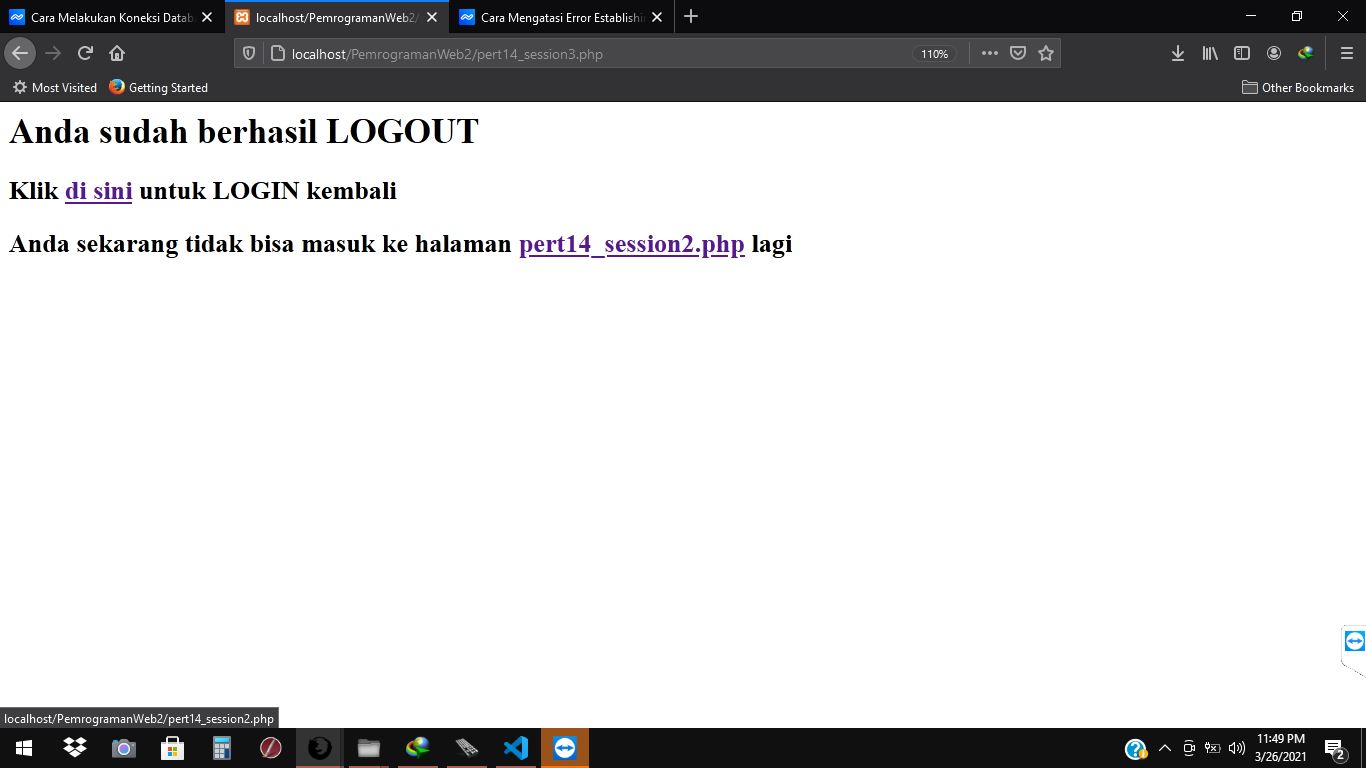 Cara Melakukan Koneksi Datab
localhost/PemrogramanWeb2/
Cara Mengatasi Error Establishi
localhost/PemrogramanWeb2/pert14_session3.php
110%
Most Visited
Getting Started
Other Bookmarks
Anda sudah berhasil LOGOUT
Klik di sini untuk LOGIN kembali
Anda sekarang tidak bisa masuk ke halaman pert14_session2.php lagi
localhost/PemrogramanWeb2/pert14_session2.php
11:49 PM
3/26/2021
2